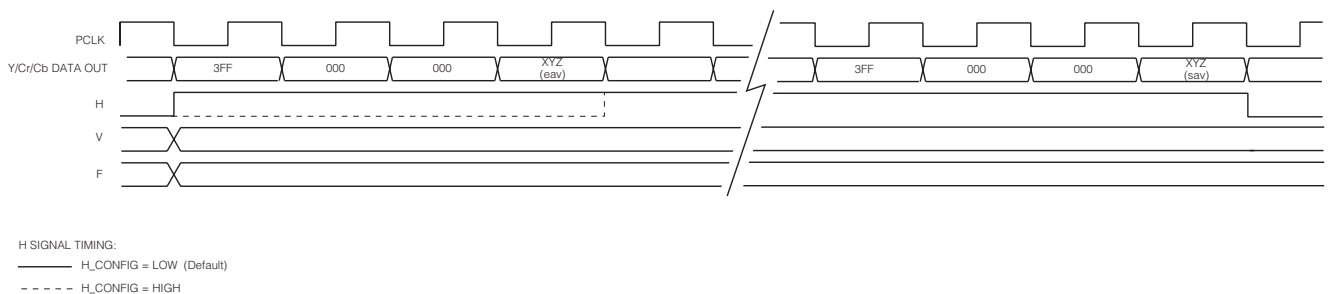 PCLK
Y/Cr/Cb DATA OUT
3FF 000 000 XYZ (eav) 3FF 000 000 XYZ (sav)
H
V
F
H SIGNAL TIMING:
H_CONFIG = LOW (Default)
H_CONFIG = HIGH